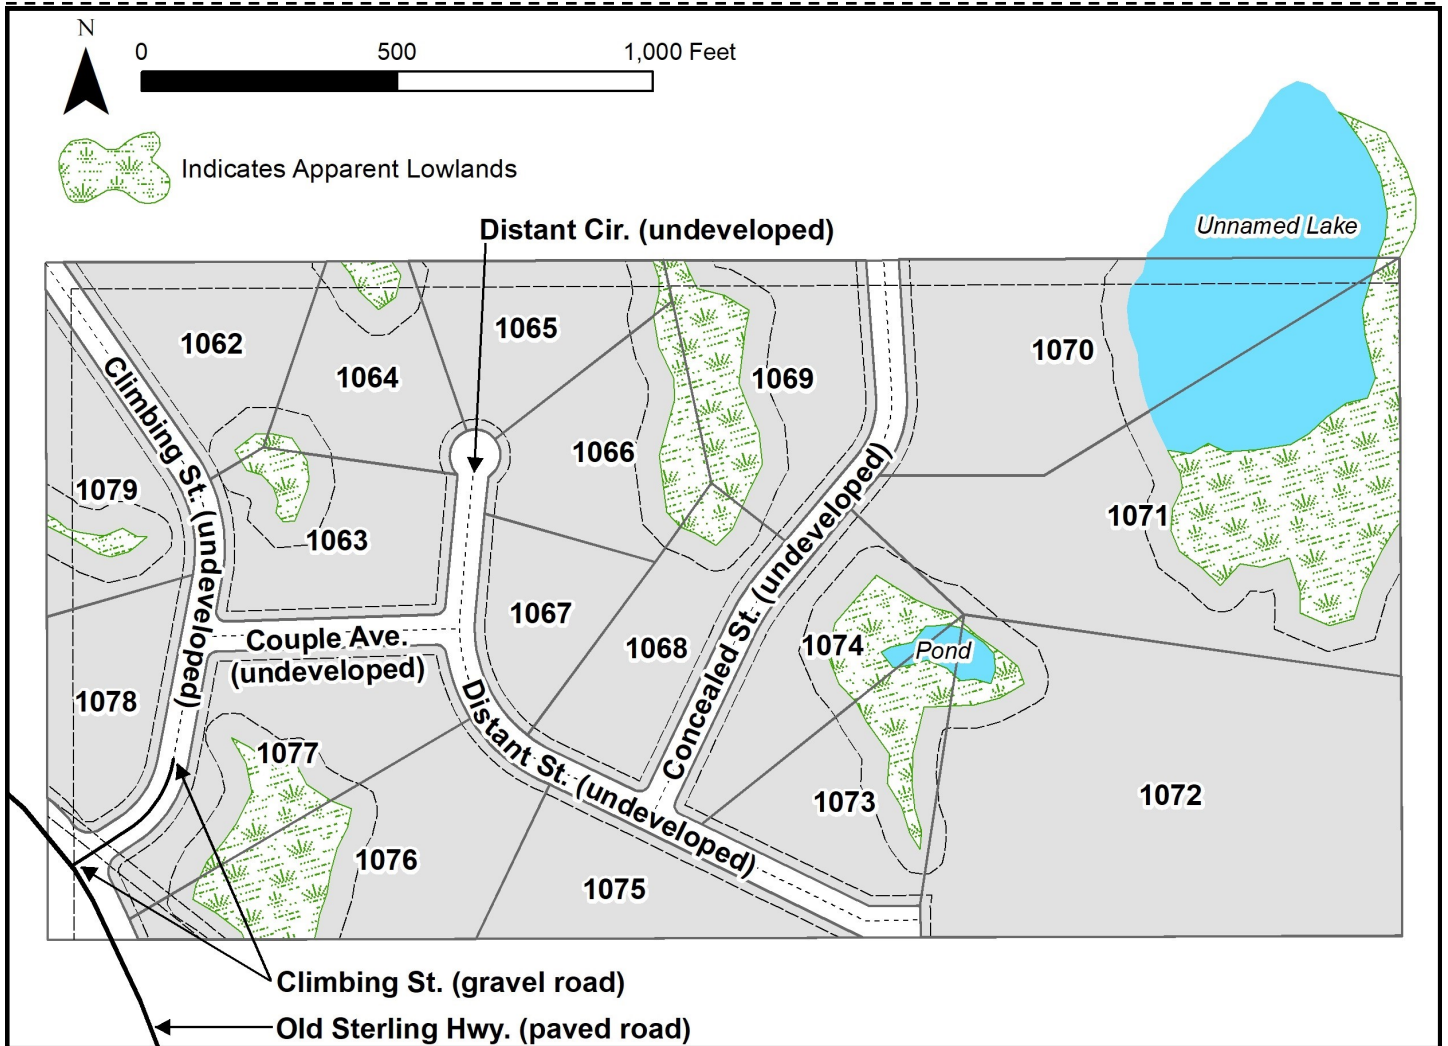 N
0 500 1,000 Feet
Indicates Apparent Lowlands
Distant Cir. (undeveloped)
Unnamed Lake
1062
1064
1065
1069
1070
1066
1079
1063
1071
Climbing St. (undeveloped)
Couple Ave.
(undeveloped)
1067
1068
1074
Pond
Concealed St. (undeveloped)
1078
1077
Distant St. (undeveloped)
1073
1072
1076
1075
Climbing St. (gravel road)
Old Sterling Hwy. (paved road)